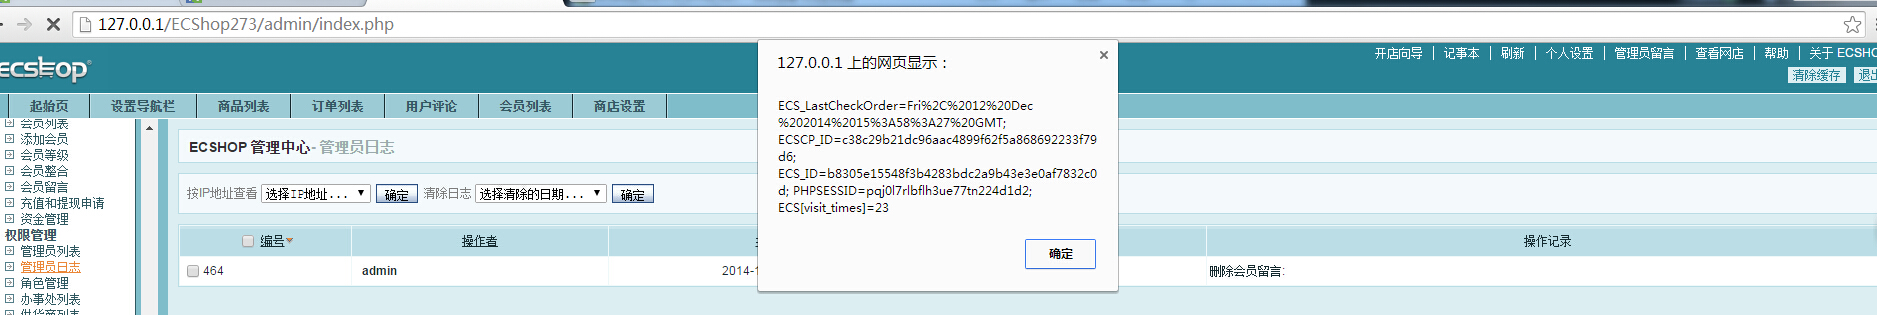 127.0.0.1/ECShop273/admin/index.php
ecshop
开店向导 记事本 刷新 个人设置 管理员留言 查看网店 帮助 关于 ECSHO
清除缓存 退出
起始页 设置导航栏 商品列表 订单列表 用户评论 会员列表 商店设置
会员列表
添加会员
会员等级
会员整合
会员留言
充值和提现申请
资金管理
权限管理
管理员列表
管理员日志
角色管理
办事处列表
供货商列表
ECSHOP 管理中心 - 管理员日志
按IP地址查看 选择IP地址... 确定 清除日志 选择清除的日期... 确定
编号 操作者 操作记录
464 admin 2014-1 删除会员留言:
127.0.0.1 上的网页显示：
ECS_LastCheckOrder=Fri%2C%2012%20Dec
%202014%2015%3A58%3A27%20GMT;
ECSCP_ID=c38c29b21dc96aac4899f62f5a868692233f79
d6;
ECS_ID=b8305e15548f3b4283bdc2a9b43e3e0af7832c0
d; PHPSESSID=pqj0l7rlbflh3ue77tn224d1d2;
ECS[visit_times]=23
确定